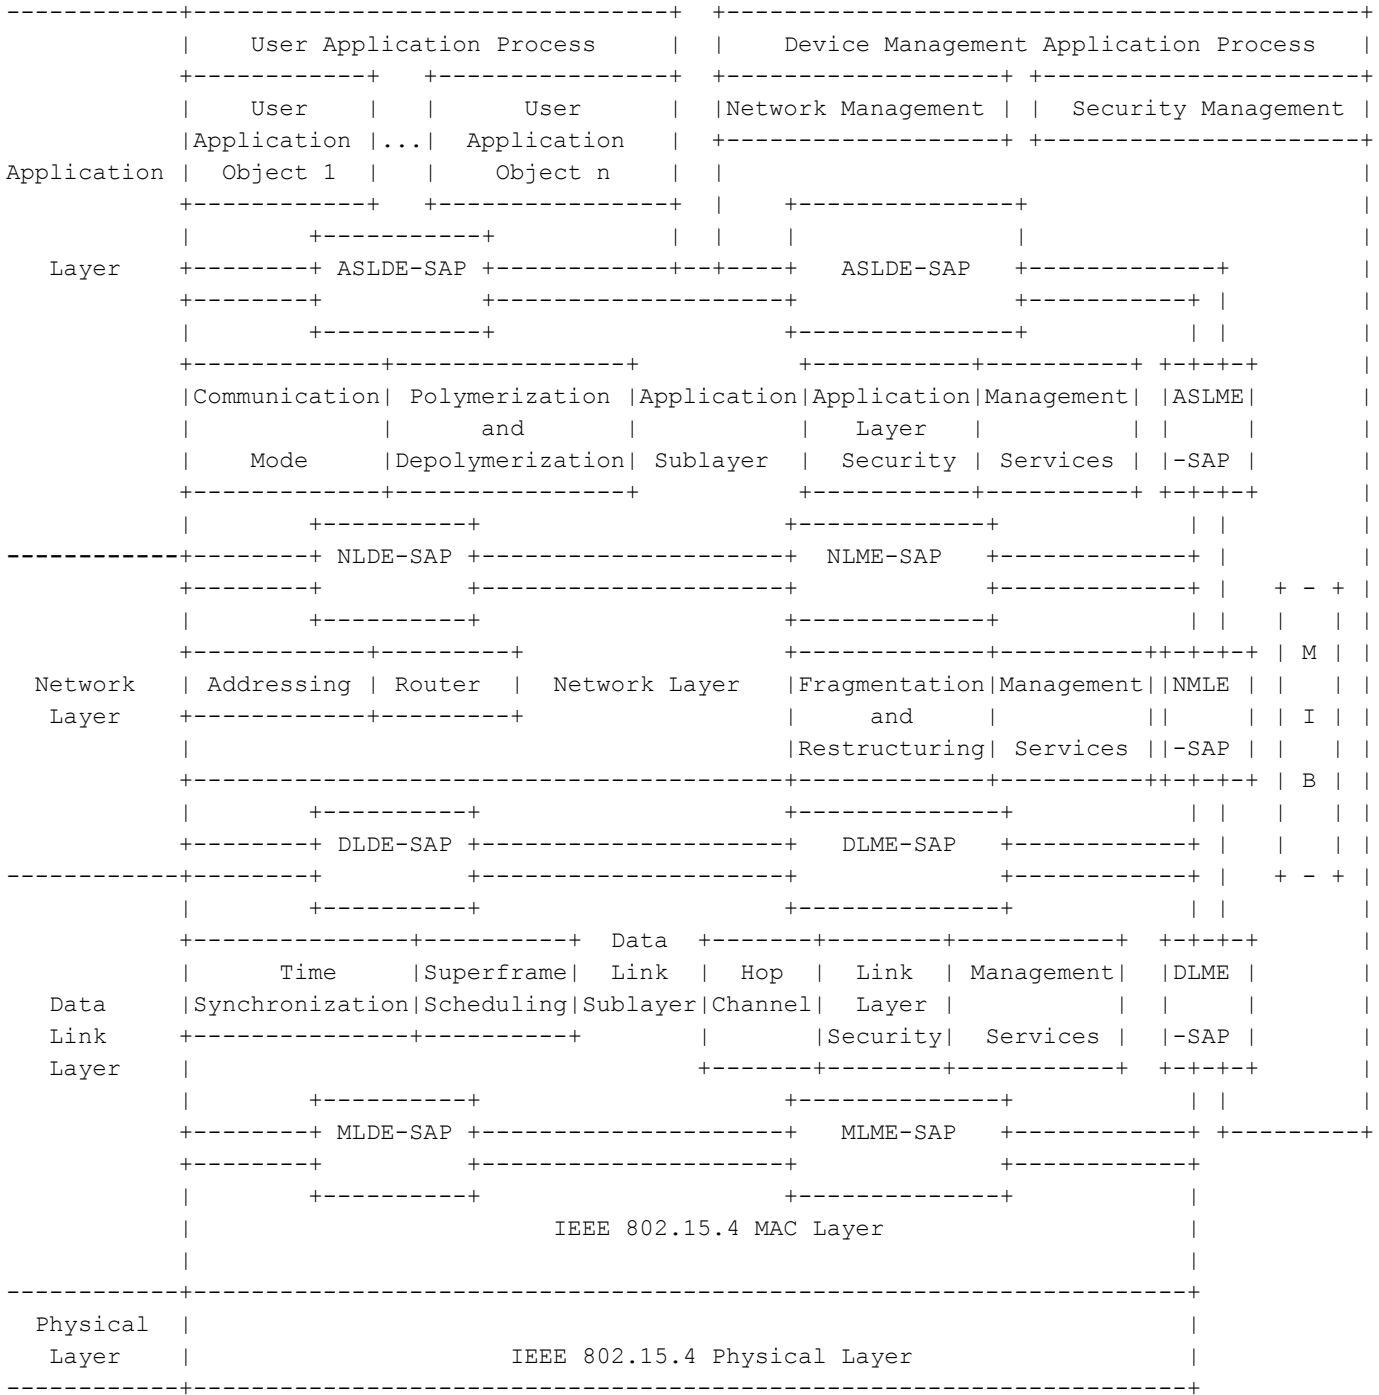 User Application Process Device Management Application Process
User User Network Management Security Management
Application ... Application
Application Object 1 Object n
Layer ASLDE-SAP ASLDE-SAP
Communication Polymerization Application Application Management ASLME
and Layer
Mode Depolymerization Sublayer Security Services -SAP
NLDE-SAP NLME-SAP
M
Network Addressing Router Network Layer Fragmentation Management NMLE
Layer and I
Restructuring Services -SAP
B
DLDE-SAP DLME-SAP
Data
Time Superframe Link Hop Link Management DLME
Data Synchronization Scheduling Sublayer Channel Layer
Link Security Services -SAP
Layer
MLDE-SAP MLME-SAP
IEEE 802.15.4 MAC Layer
Physical
Layer IEEE 802.15.4 Physical Layer